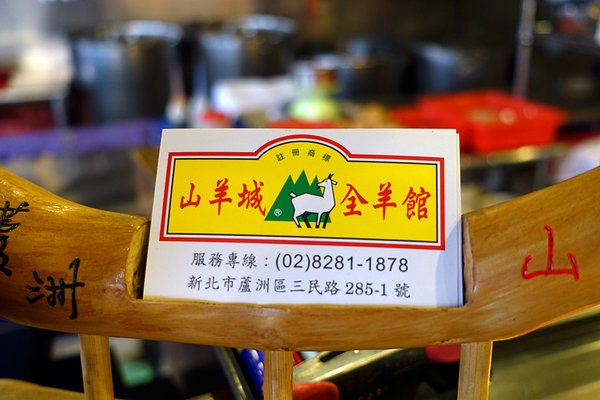 註冊商標
山羊城 ® 全羊館
服務專線：(02)8281-1878
新北市蘆洲區三民路 285-1 號
蘆洲
山